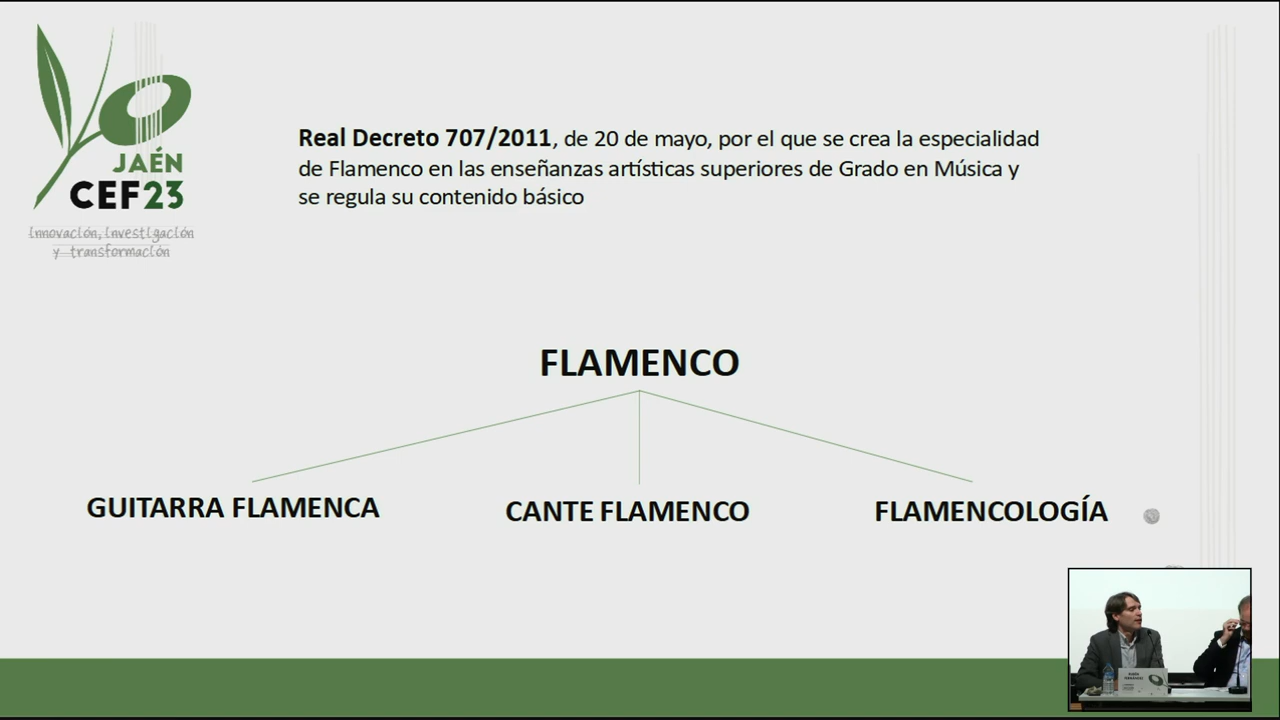 JAÉN
CEF23
innovación, investigación
y transformación
Real Decreto 707/2011, de 20 de mayo, por el que se crea la especialidad
de Flamenco en las enseñanzas artísticas superiores de Grado en Música y
se regula su contenido básico
FLAMENCO
GUITARRA FLAMENCA
CANTE FLAMENCO
FLAMENCOLOGÍA